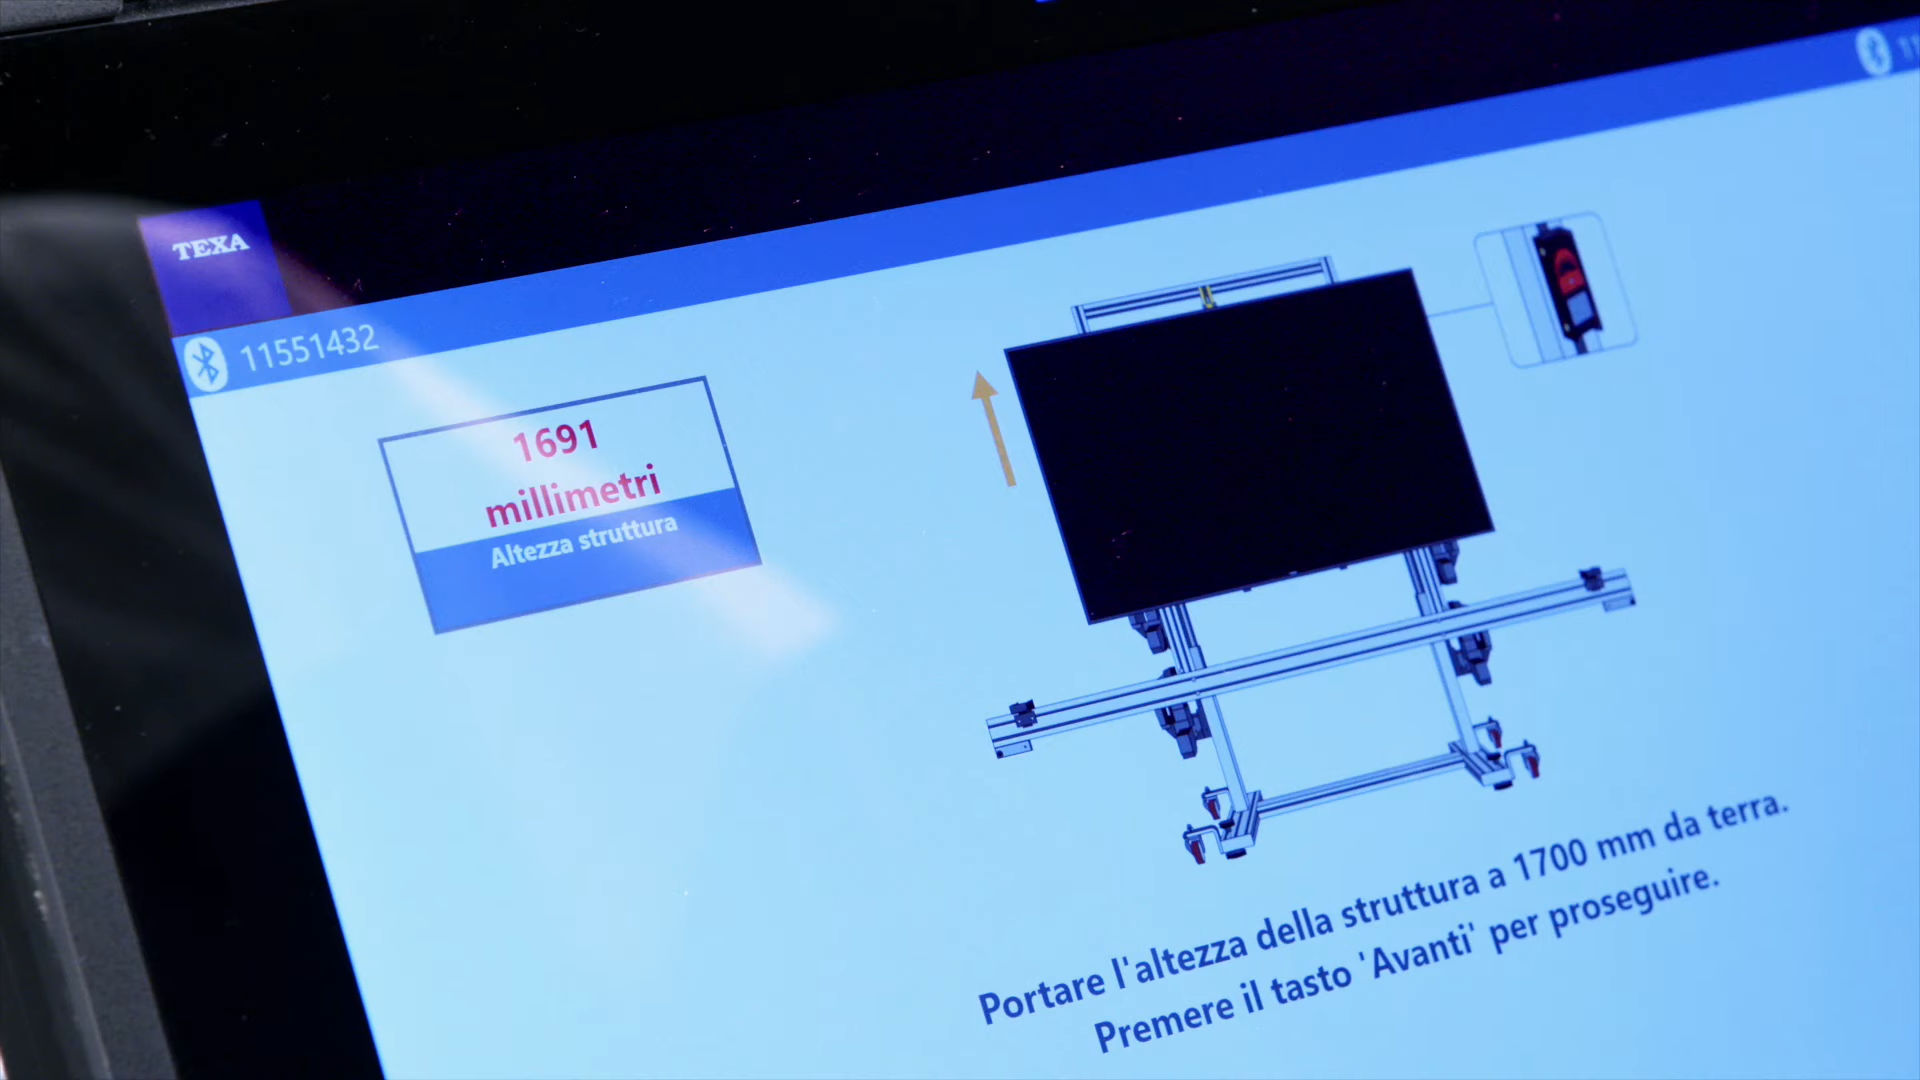 TEXA
11551432
1691
millimetri
Altezza struttura
Portare l'altezza della struttura a 1700 mm da terra.
Premere il tasto 'Avanti' per proseguire.